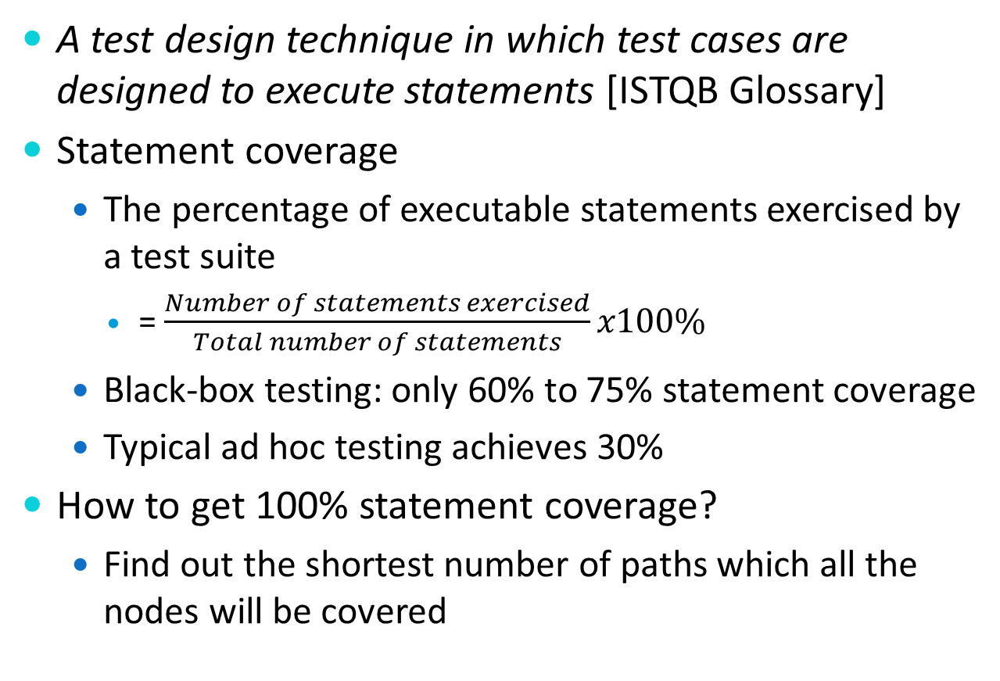 • A test design technique in which test cases are
designed to execute statements [ISTQB Glossary]
• Statement coverage
• The percentage of executable statements exercised by
a test suite
• = Number of statements exercised / Total number of statements x100%
• Black-box testing: only 60% to 75% statement coverage
• Typical ad hoc testing achieves 30%
• How to get 100% statement coverage?
• Find out the shortest number of paths which all the
nodes will be covered